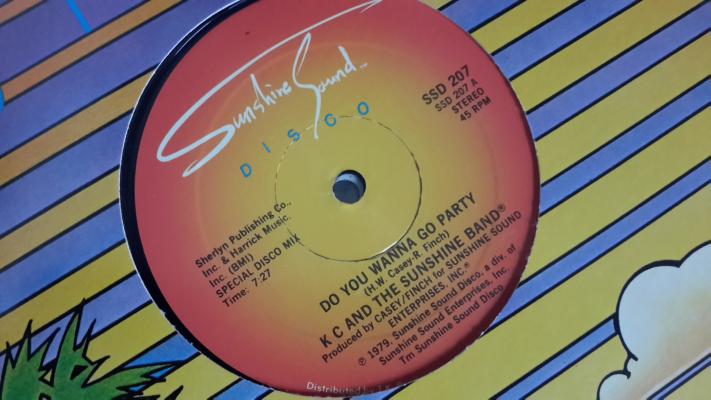 Sunshine Sound
DISCO
SSD 207
SSD 207 A
STEREO
45 RPM
Sherlyn Publishing Co.,
Inc. & Harrick Music.
Inc. (BMI)
SPECIAL DISCO MIX
Time: 7:27
DO YOU WANNA GO PARTY
(H.W. Casey-R. Finch)
K C AND THE SUNSHINE BAND®
Produced by CASEY/FINCH for SUNSHINE SOUND
ENTERPRISES, INC.®
℗ 1979. Sunshine Sound Disco. a div. of
Sunshine Sound Enterprises. Inc.
Tm Sunshine Sound Disco
Distributed by